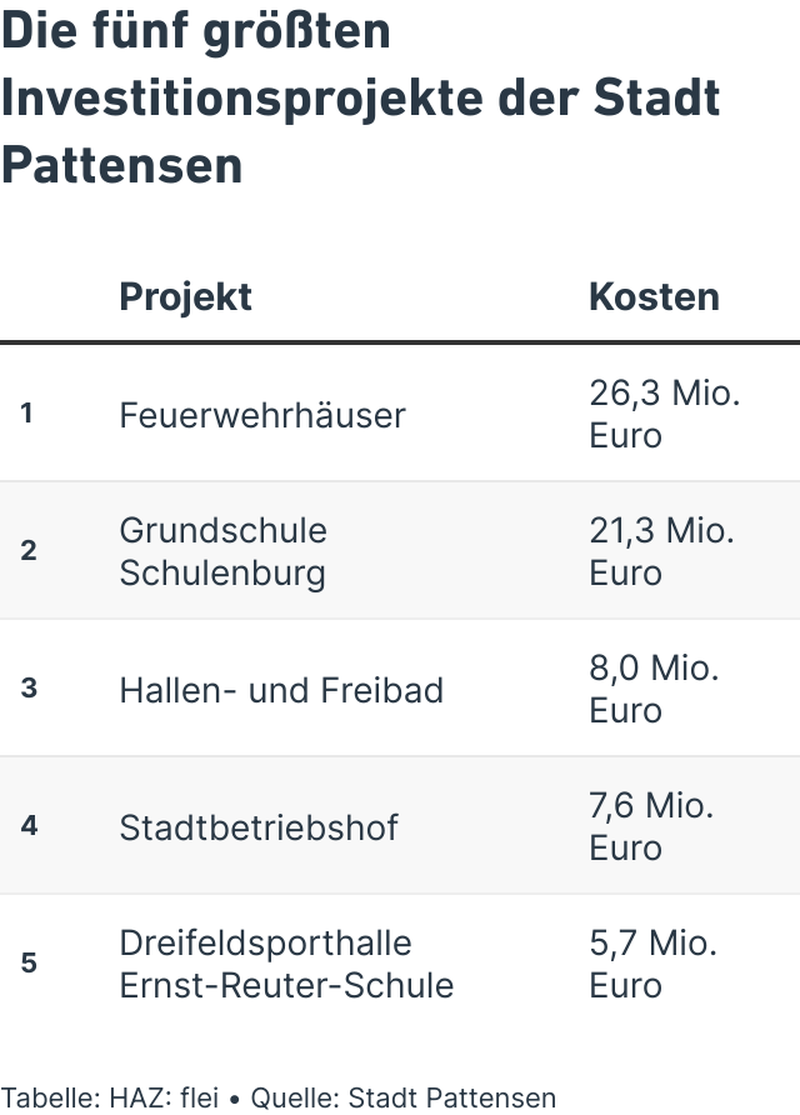 Die fünf größten
Investitionsprojekte der Stadt
Pattensen
Projekt Kosten
1 Feuerwehrhäuser 26,3 Mio.
Euro
2 Grundschule 21,3 Mio.
Schulenburg Euro
3 Hallen- und Freibad 8,0 Mio.
Euro
4 Stadtbetriebshof 7,6 Mio.
Euro
5 Dreifeldsporthalle 5,7 Mio.
Ernst-Reuter-Schule Euro
Tabelle: HAZ: flei • Quelle: Stadt Pattensen